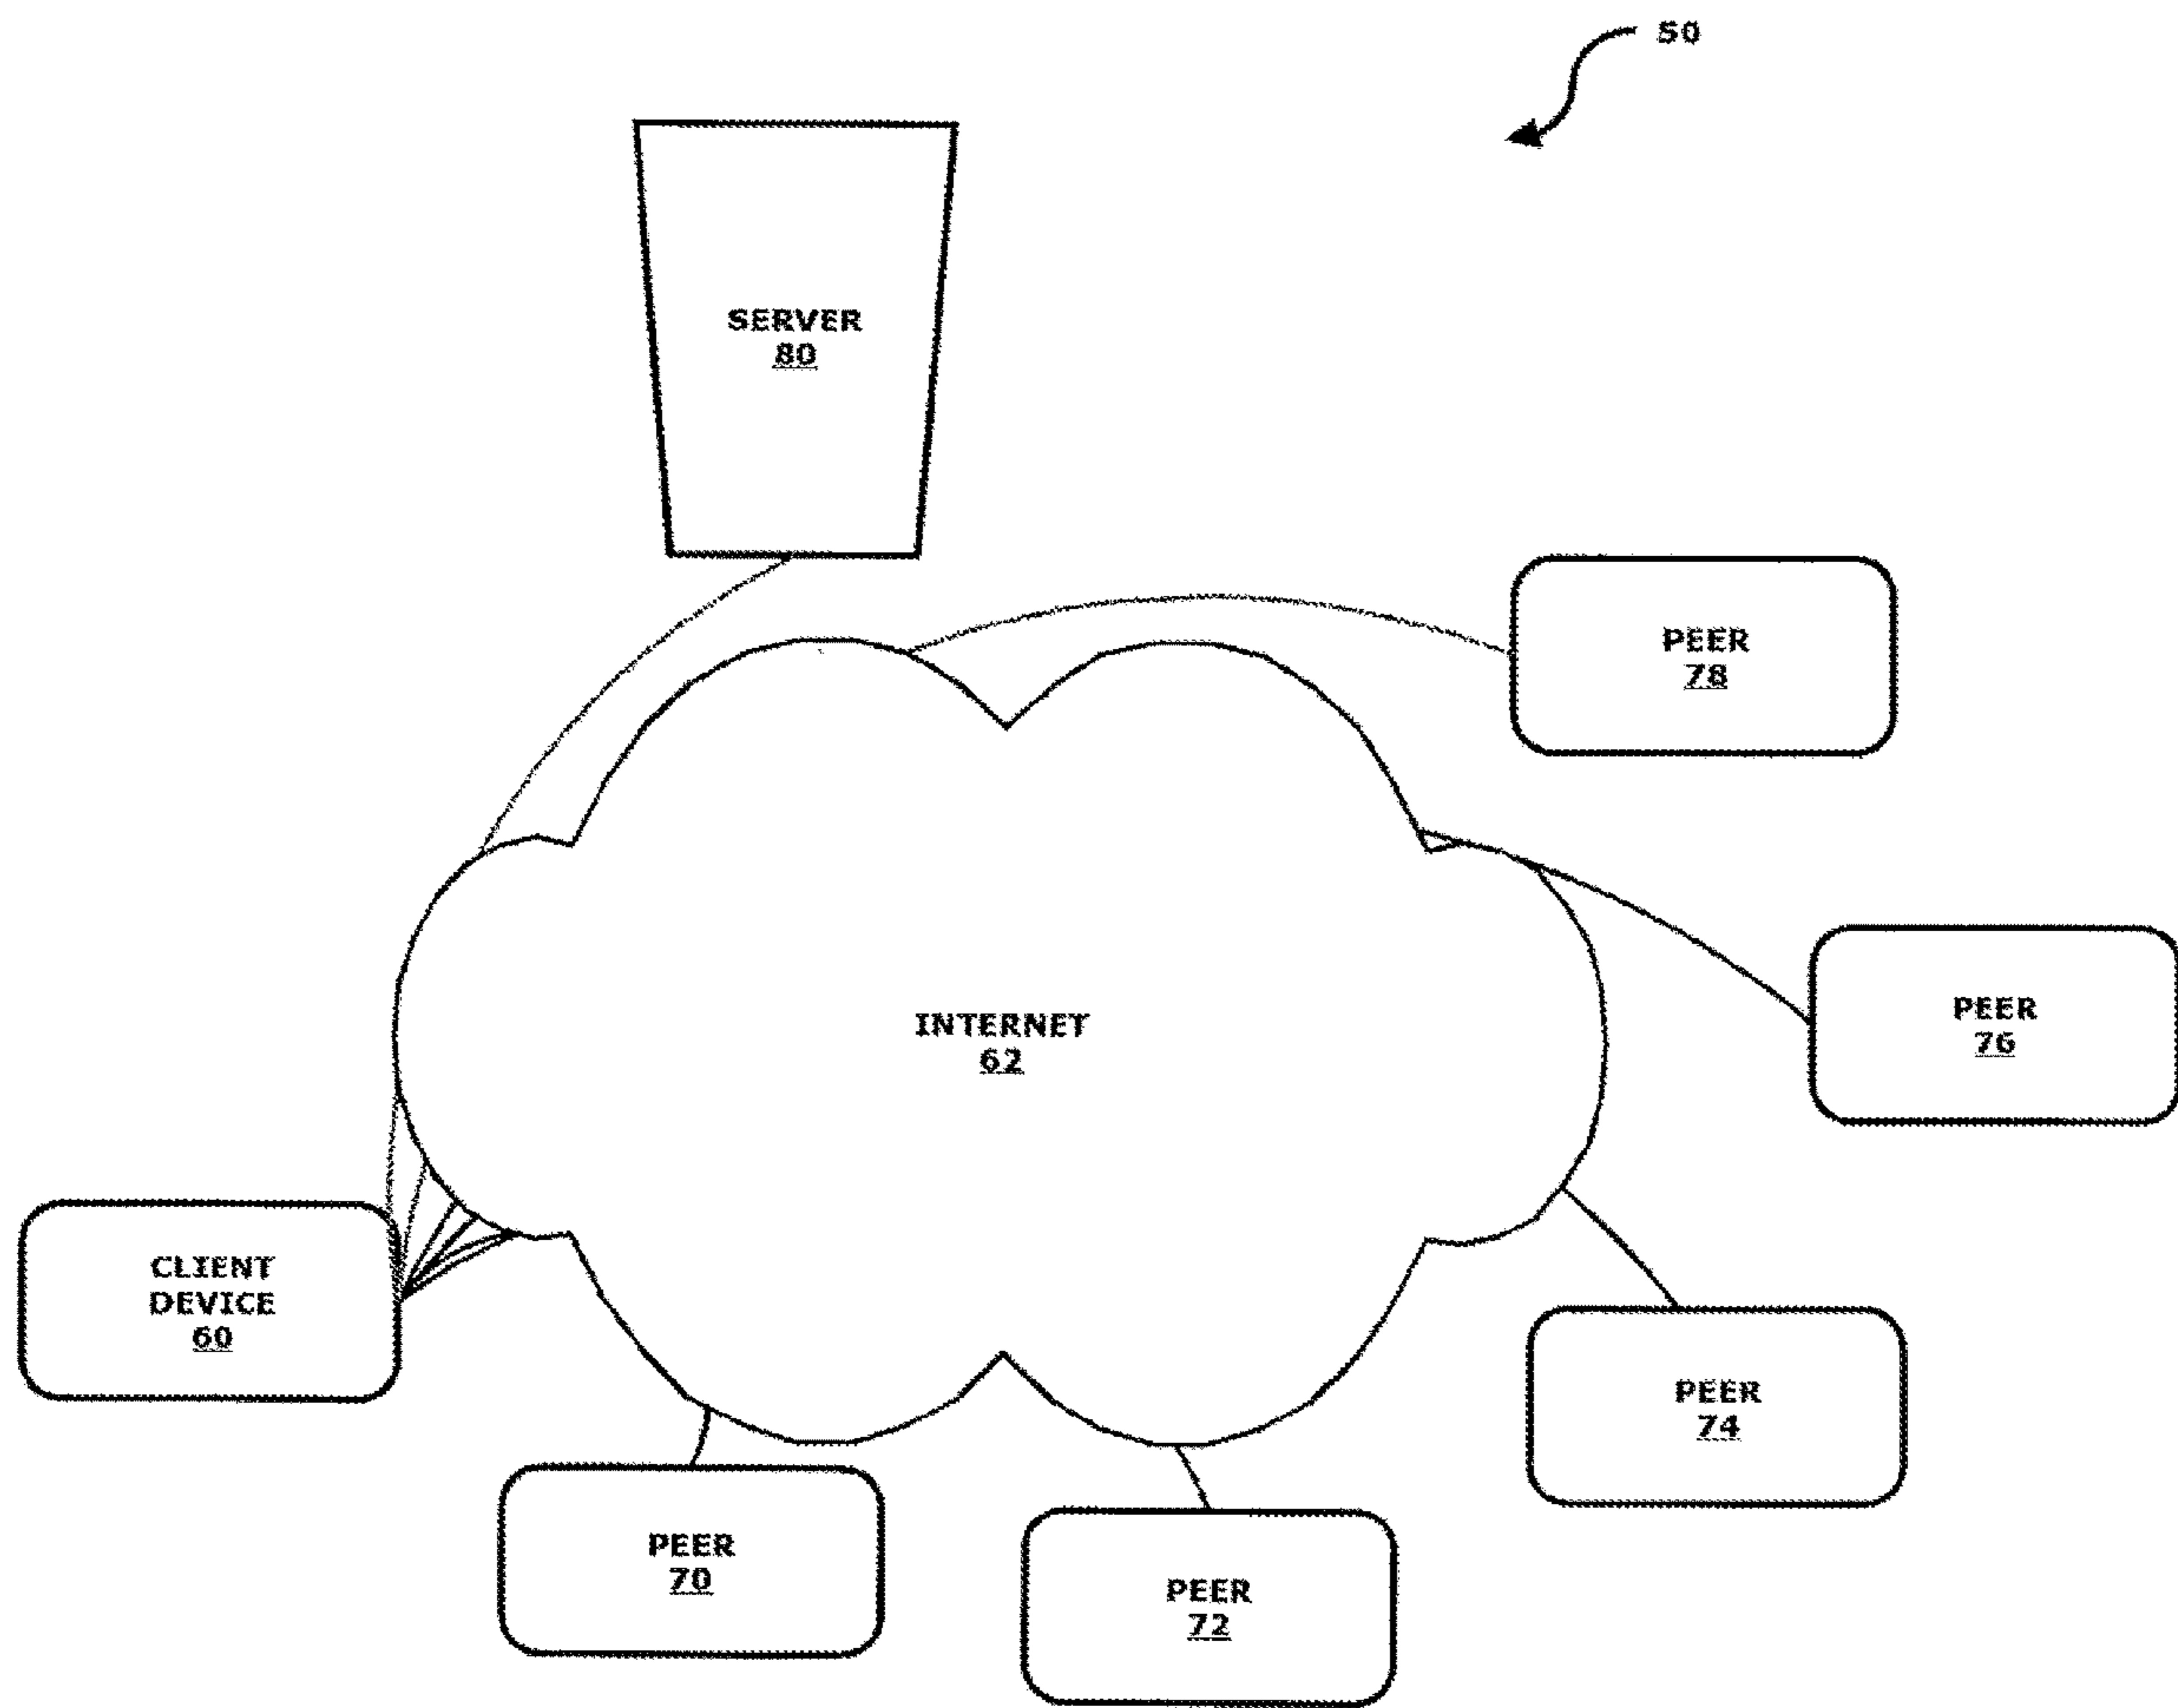 50
SERVER
80
PEER
78
PEER
76
INTERNET
62
CLIENT
DEVICE
60
PEER
74
PEER
70
PEER
72